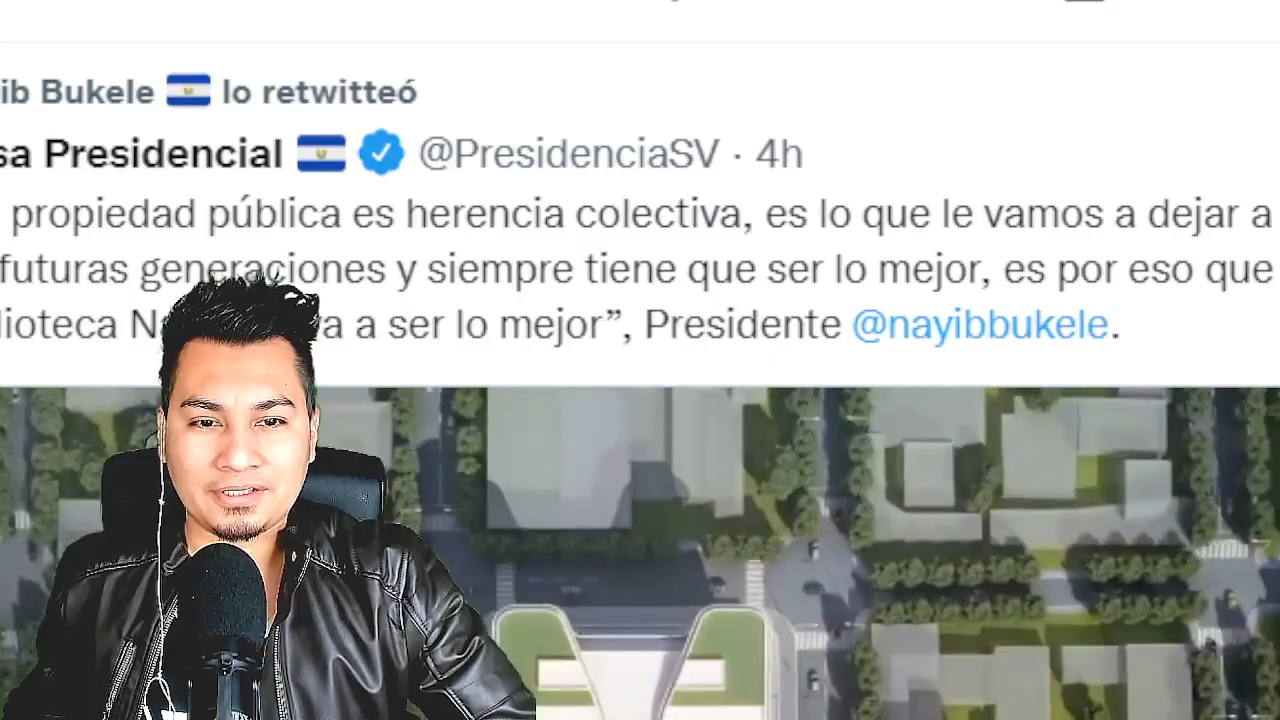 ib Bukele lo retwitteó
sa Presidencial @PresidenciaSV · 4h
propiedad pública es herencia colectiva, es lo que le vamos a dejar a
futuras generaciones y siempre tiene que ser lo mejor, es por eso que
lioteca N va a ser lo mejor”, Presidente @nayibbukele.